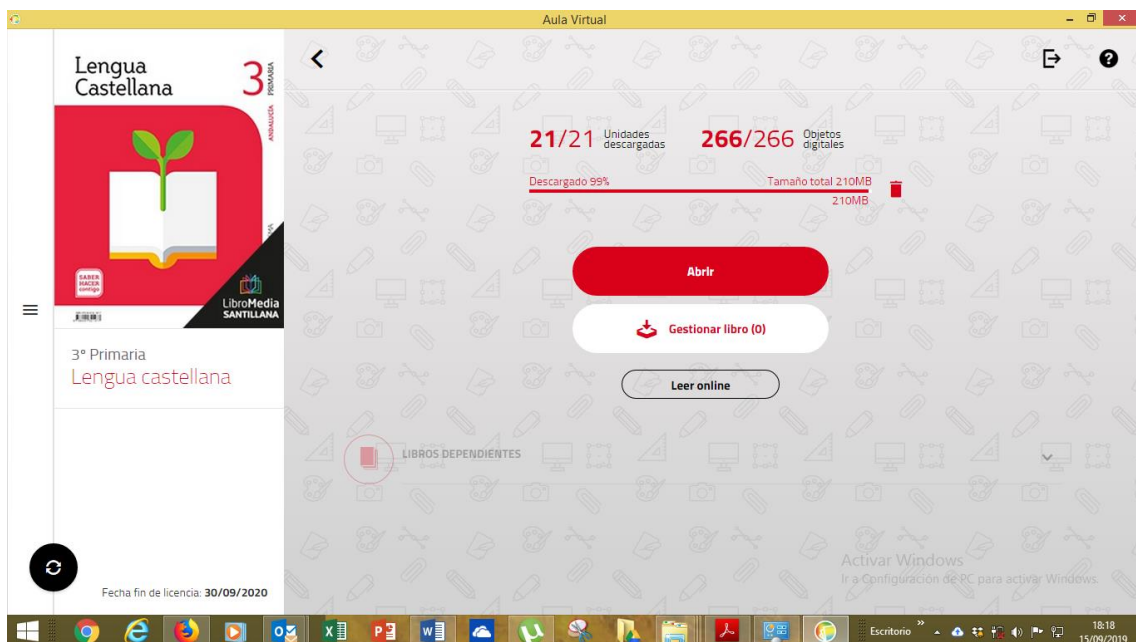 Aula Virtual
Lengua
Castellana
3
PRIMARIA
ANDALUCÍA
SABER
HACER
contigo
LibroMedia
SANTILLANA
3º Primaria
Lengua castellana
Fecha fin de licencia: 30/09/2020
21/21 Unidades descargadas
266/266 Objetos digitales
Descargado 99%
Tamaño total 210MB
210MB
Abrir
Gestionar libro (0)
Leer online
LIBROS DEPENDIENTES
Activar Windows
Ir a Configuración de PC para activar Windows.
Escritorio
18:18
15/09/2019